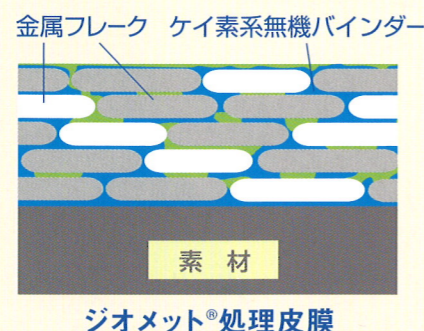 金属フレーク ケイ素系無機バインダー
素材
ジオメット®処理皮膜